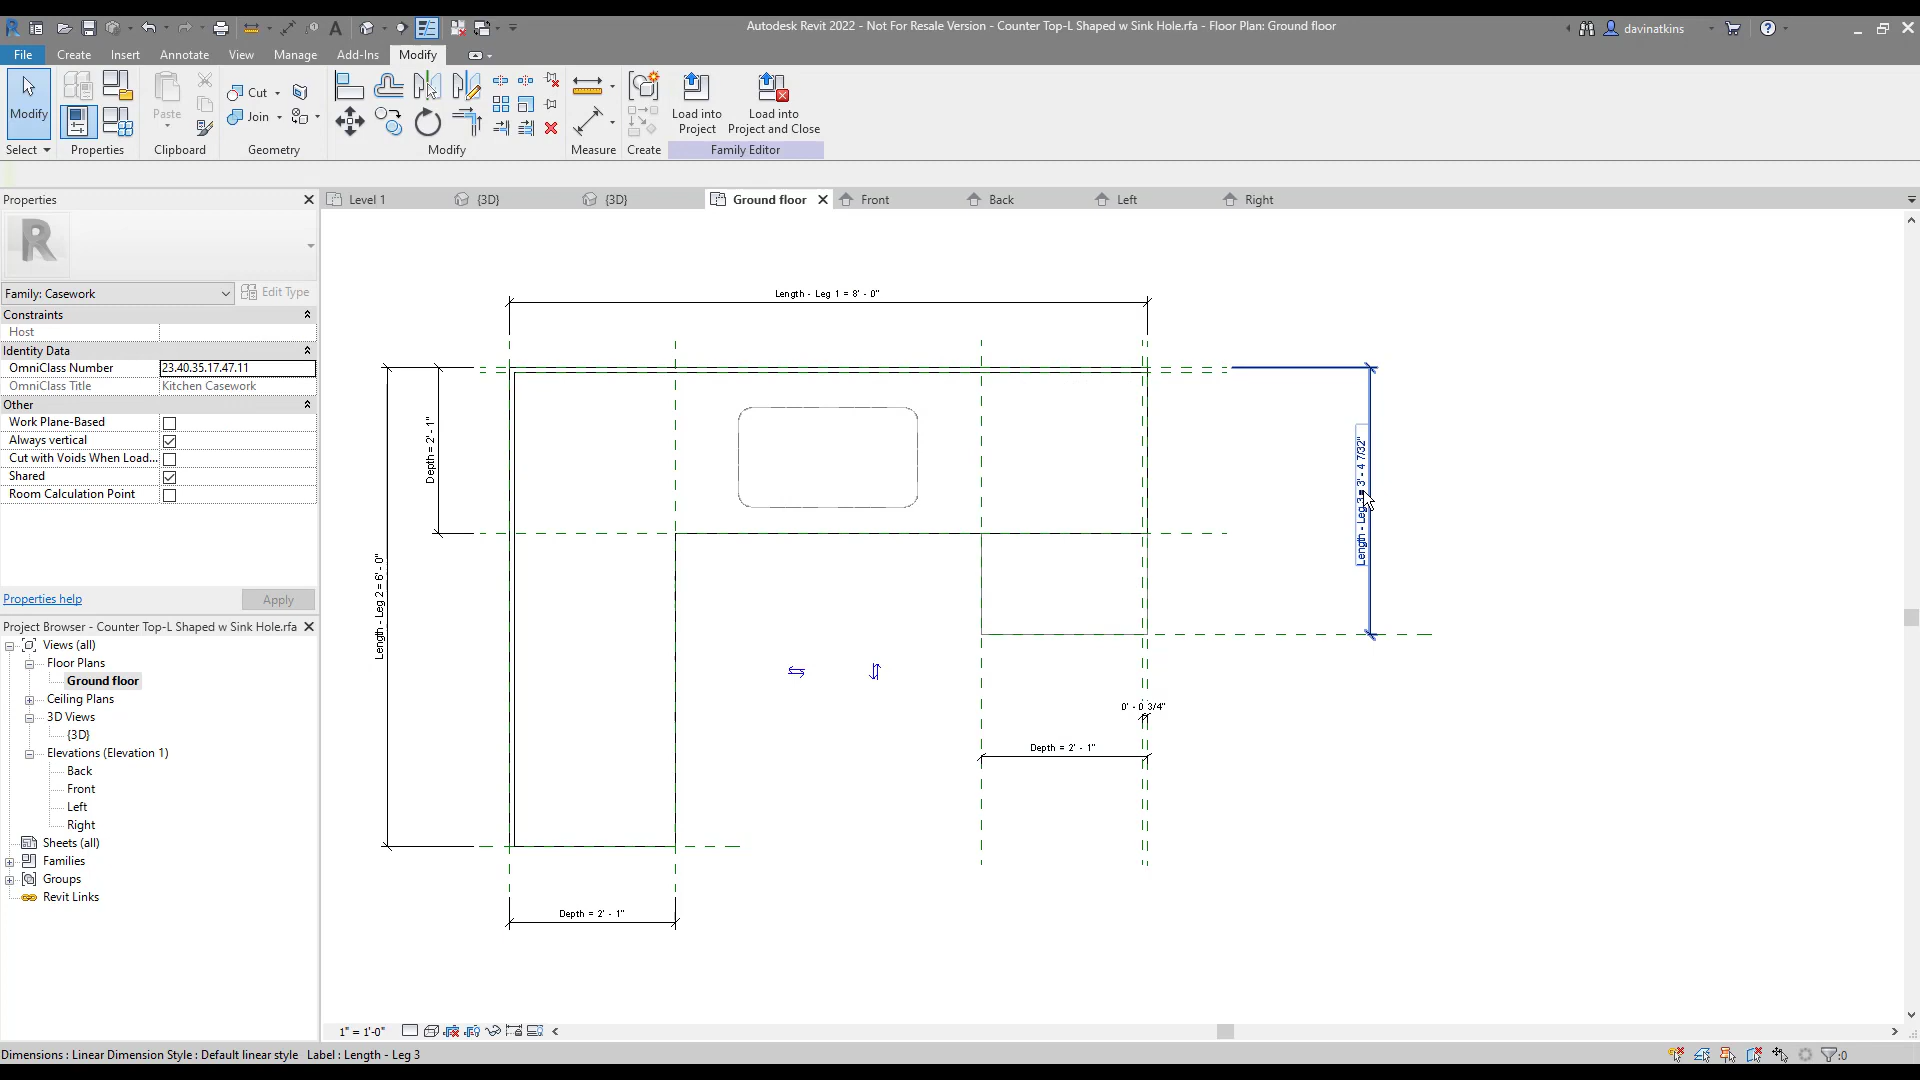 Autodesk Revit 2022 - Not For Resale Version - Counter Top-L Shaped w Sink Hole.rfa - Floor Plan: Ground floor
davinatkins
File
Create
Insert
Annotate
View
Manage
Add-Ins
Modify
Modify
Paste
Cut
Join
Load into
Project
Load into
Project and Close
Select
Properties
Clipboard
Geometry
Modify
Measure
Create
Family Editor
Properties
Level 1
{3D}
{3D}
Ground floor
Front
Back
Left
Right
Family: Casework
Edit Type
Constraints
Host
Identity Data
OmniClass Number
23.40.35.17.47.11
OmniClass Title
Kitchen Casework
Other
Work Plane-Based
Always vertical
Cut with Voids When Load...
Shared
Room Calculation Point
Properties help
Apply
Project Browser - Counter Top-L Shaped w Sink Hole.rfa
Views (all)
Floor Plans
Ground floor
Ceiling Plans
3D Views
{3D}
Elevations (Elevation 1)
Back
Front
Left
Right
Sheets (all)
Families
Groups
Revit Links
Length - Leg 1 = 8' - 0"
Depth = 2' - 1"
Length - Leg 2 = 6' - 0"
Length - Leg 3 = 3' - 4 7/32"
0' - 0 3/4"
Depth = 2' - 1"
Depth = 2' - 1"
1" = 1'-0"
Dimensions : Linear Dimension Style : Default linear style   Label : Length - Leg 3
:0